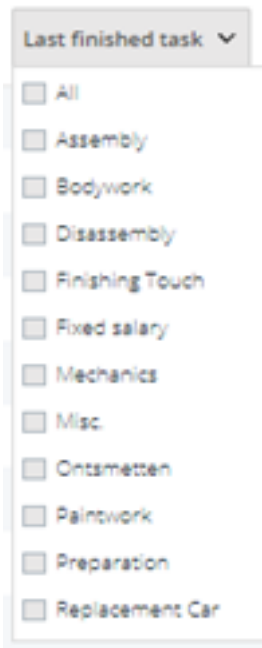 Last finished task
All
Assembly
Bodywork
Disassembly
Finishing Touch
Fixed salary
Mechanics
Misc.
Ontsmetten
Paintwork
Preparation
Replacement Car